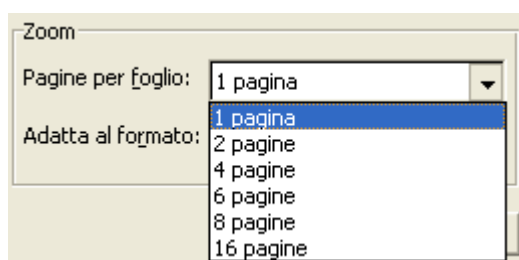 Zoom
Pagine per foglio: 1 pagina
1 pagina
Adatta al formato:
2 pagine
4 pagine
6 pagine
8 pagine
16 pagine